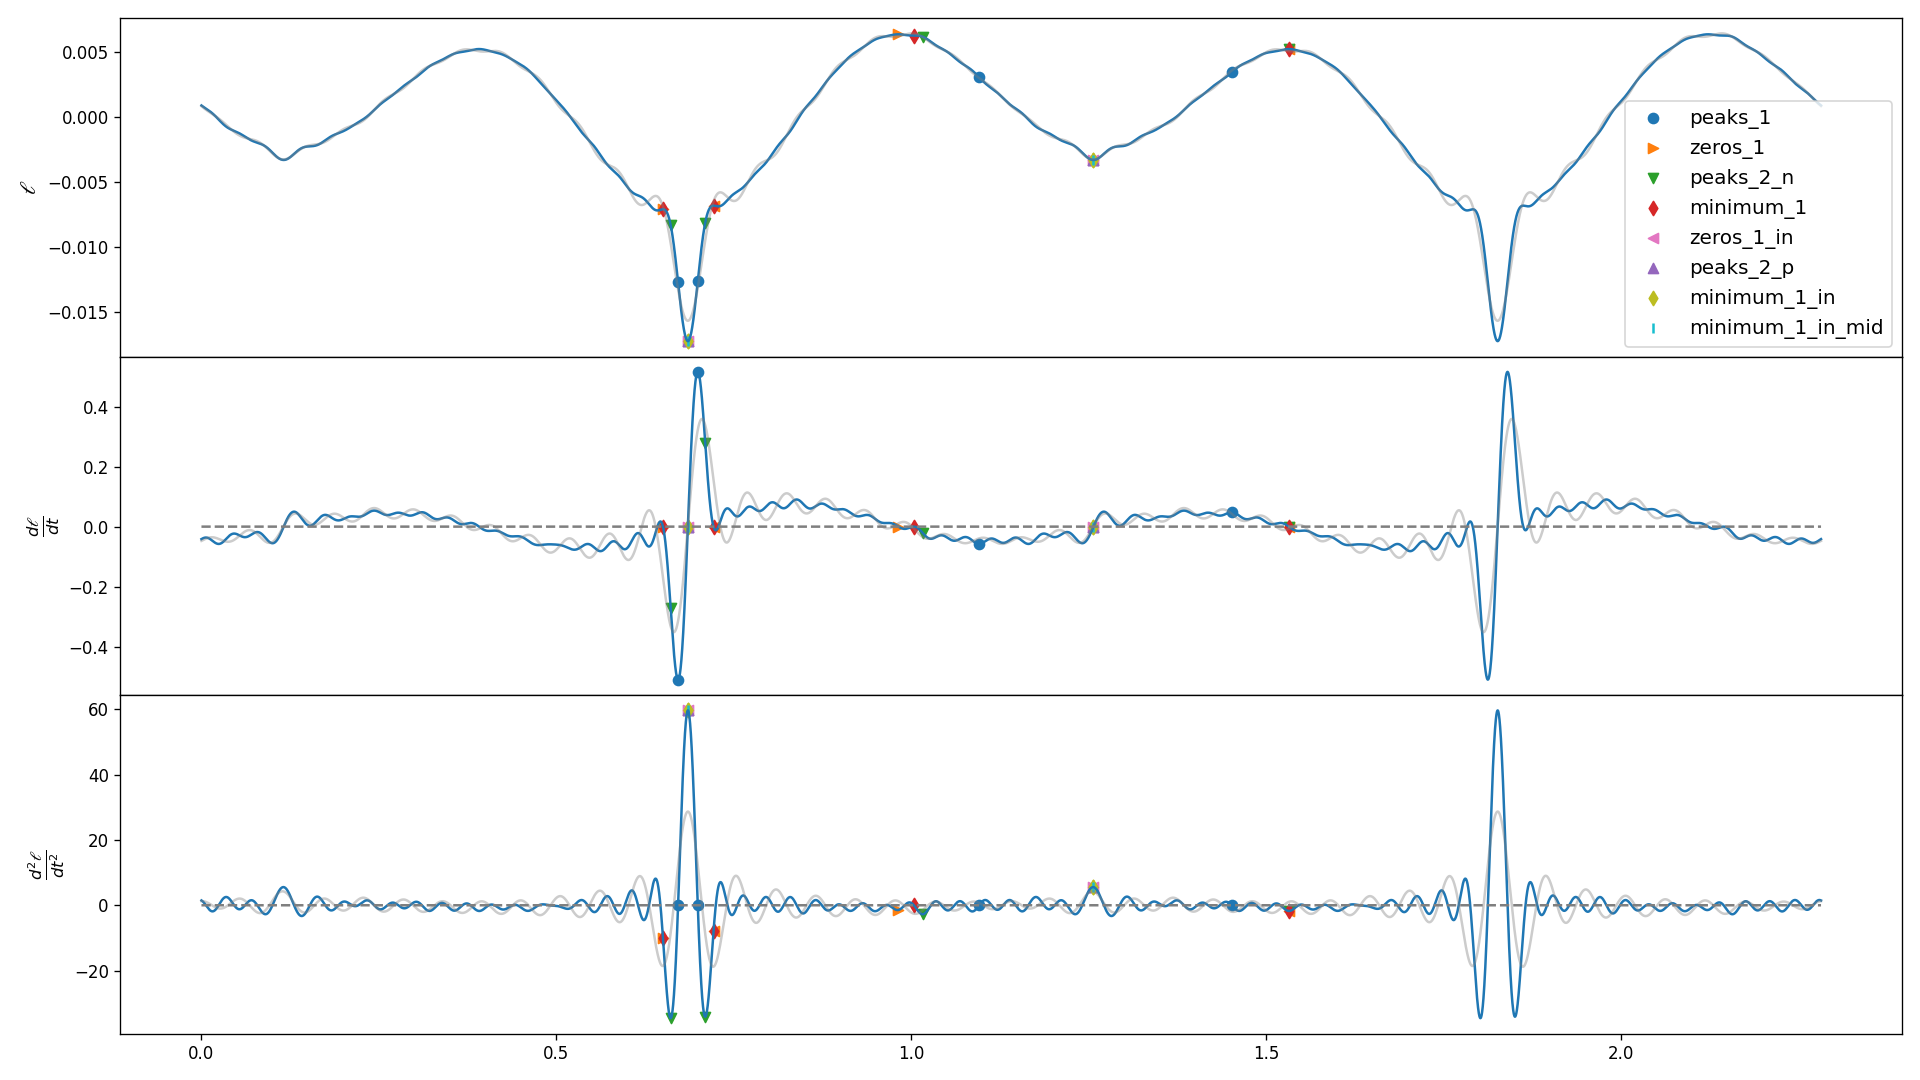 0.005
0.000
−0.005
−0.010
−0.015
ℓ
peaks_1
zeros_1
peaks_2_n
minimum_1
zeros_1_in
peaks_2_p
minimum_1_in
minimum_1_in_mid
0.4
0.2
0.0
−0.2
−0.4
dℓ/dt
60
40
20
0
−20
d²ℓ/dt²
0.0 0.5 1.0 1.5 2.0